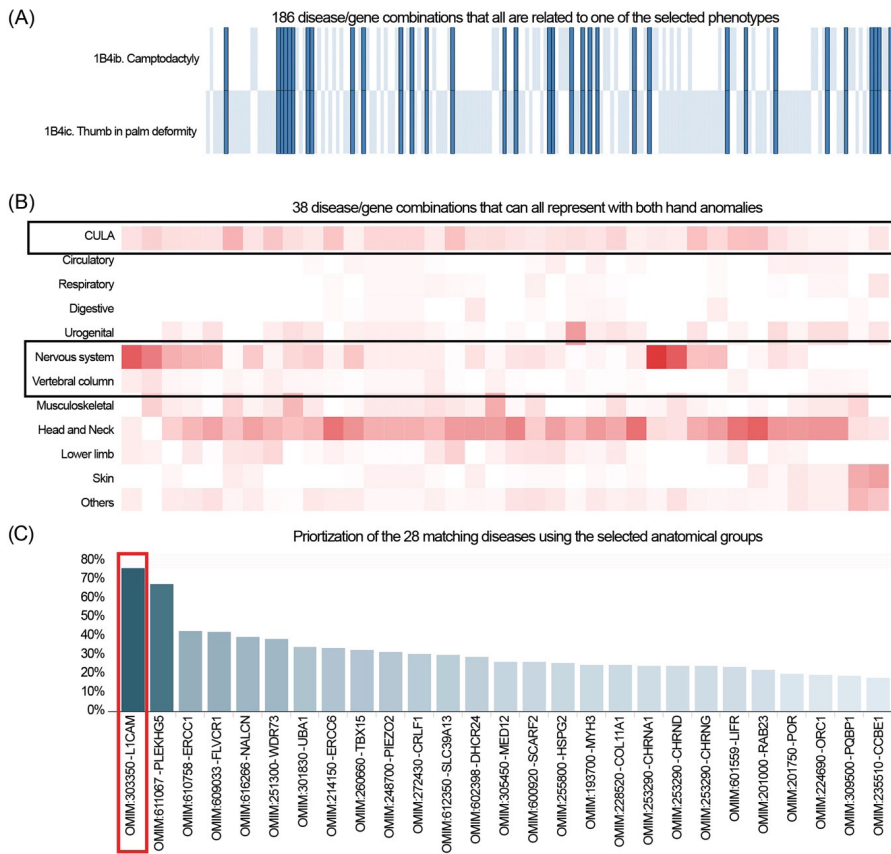 (A)
186 disease/gene combinations that all are related to one of the selected phenotypes
1B4ib. Camptodactyly
1B4ic. Thumb in palm deformity
(B)
38 disease/gene combinations that can all represent with both hand anomalies
CULA
Circulatory
Respiratory
Digestive
Urogenital
Nervous system
Vertebral column
Musculoskeletal
Head and Neck
Lower limb
Skin
Others
(C)
Priortization of the 28 matching diseases using the selected anatomical groups
80%
70%
60%
50%
40%
30%
20%
10%
0%
OMIM:303350-L1CAM
OMIM:611067-PLEKHG5
OMIM:610758-ERCC1
OMIM:609033-FLVCR1
OMIM:616266-NALCN
OMIM:251300-WDR73
OMIM:301830-UBA1
OMIM:214150-ERCC6
OMIM:260660-TBX15
OMIM:248700-PIEZO2
OMIM:272430-CRLF1
OMIM:612350-SLC39A13
OMIM:602398-DHCR24
OMIM:305450-MED12
OMIM:600920-SCARF2
OMIM:255800-HSPG2
OMIM:193700-MYH3
OMIM:228520-COL11A1
OMIM:253290-CHRNA1
OMIM:253290-CHRND
OMIM:253290-CHRNG
OMIM:601559-LIFR
OMIM:201000-RAB23
OMIM:201750-POR
OMIM:224690-ORC1
OMIM:309500-PQBP1
OMIM:235510-CCBE1